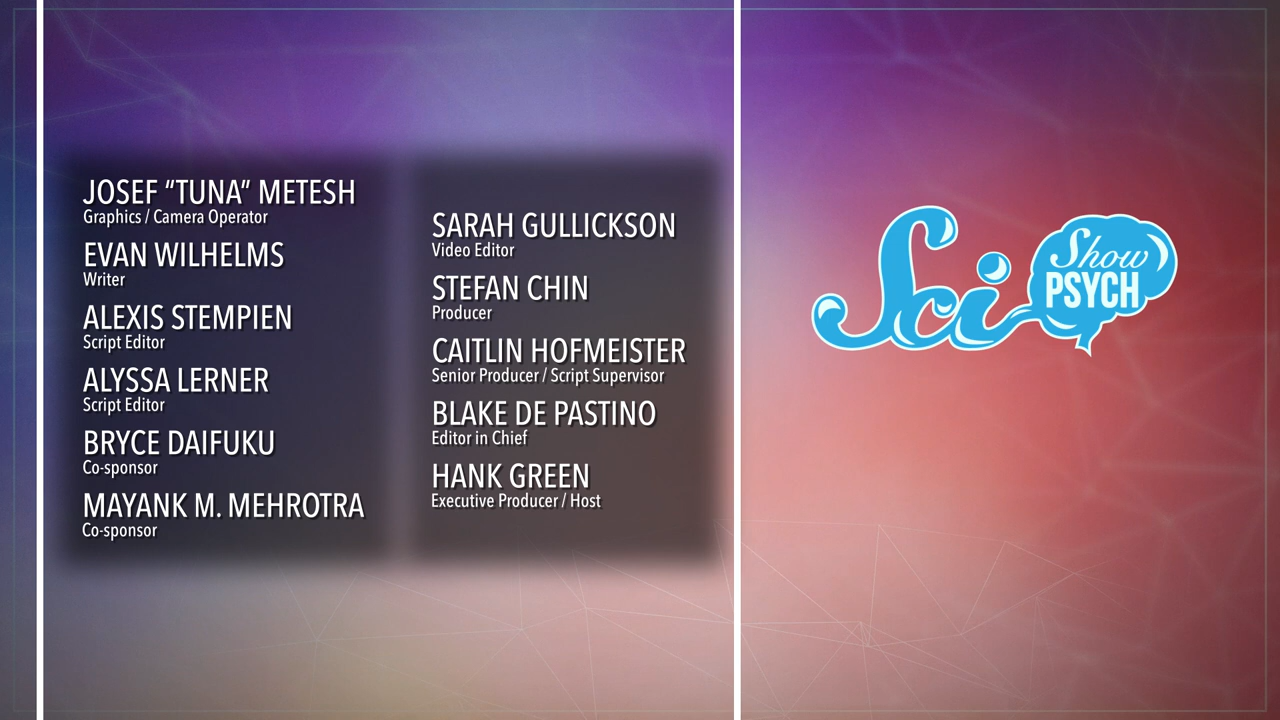 JOSEF “TUNA” METESH
Graphics / Camera Operator
EVAN WILHELMS
Writer
ALEXIS STEMPIEN
Script Editor
ALYSSA LERNER
Script Editor
BRYCE DAIFUKU
Co-sponsor
MAYANK M. MEHROTRA
Co-sponsor
SARAH GULLICKSON
Video Editor
STEFAN CHIN
Producer
CAITLIN HOFMEISTER
Senior Producer / Script Supervisor
BLAKE DE PASTINO
Editor in Chief
HANK GREEN
Executive Producer / Host
Sci
Show
PSYCH